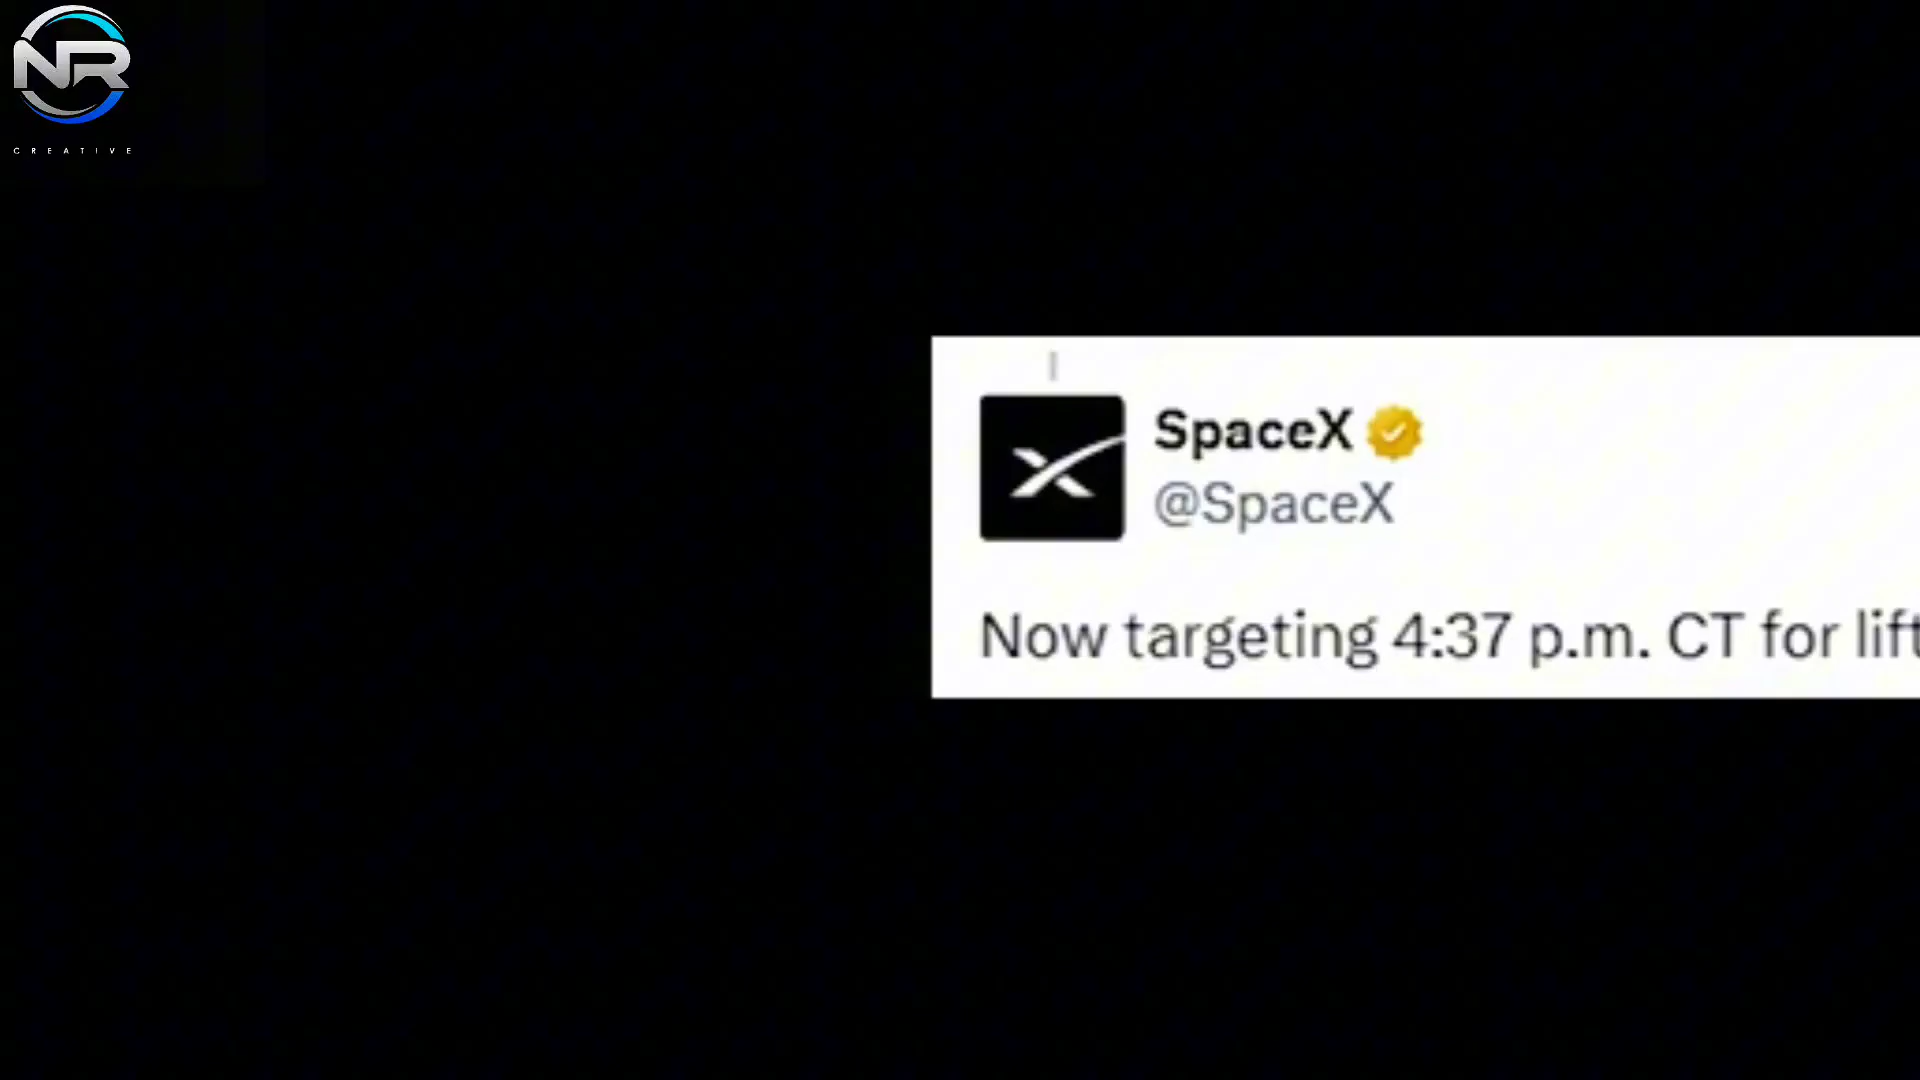 NR
CREATIVE
SpaceX
@SpaceX
Now targeting 4:37 p.m. CT for lift